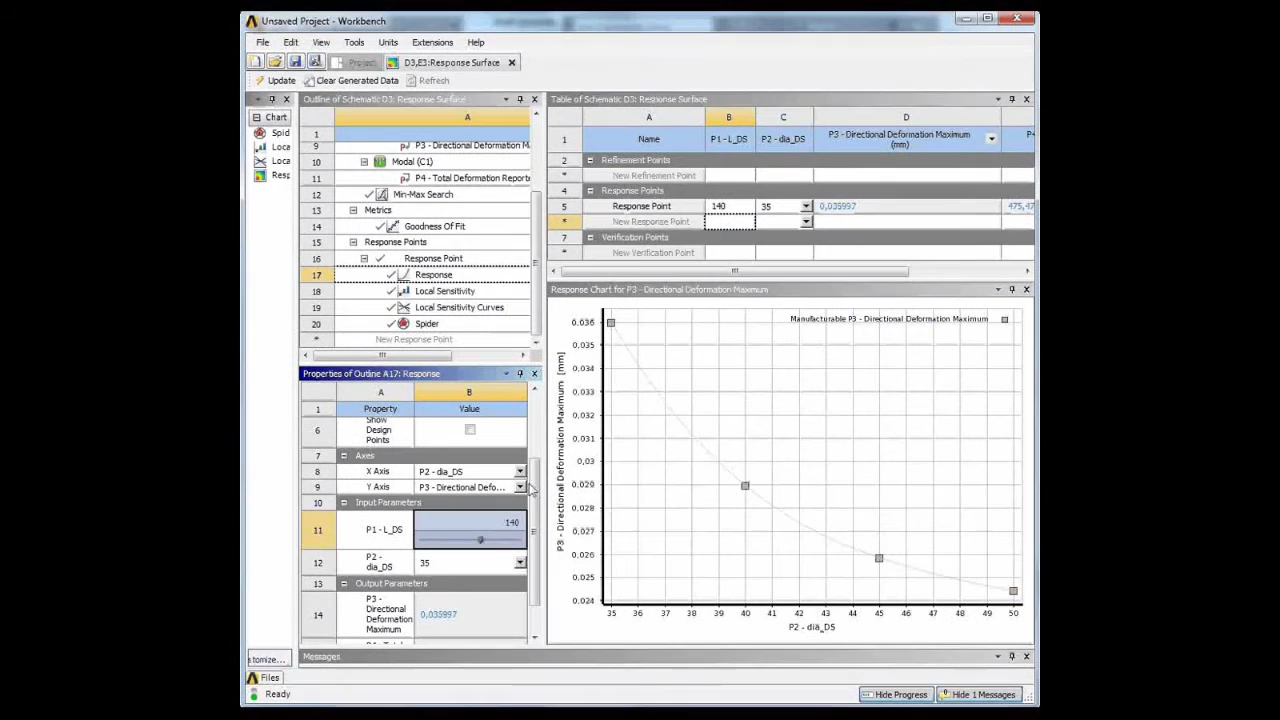 Unsaved Project - Workbench
File Edit View Tools Units Extensions Help
Project D3,E3:Response Surface
Update Clear Generated Data Refresh
Outline of Schematic D3: Response Surface
Table of Schematic D3: Response Surface
Chart
Spid
Loca
Loca
Resp
A
1
9 P3 - Directional Deformation M
10 Modal (C1)
11 P4 - Total Deformation Reporte
12 Min-Max Search
13 Metrics
14 Goodness Of Fit
15 Response Points
16 Response Point
17 Response
18 Local Sensitivity
19 Local Sensitivity Curves
20 Spider
* New Response Point
A B C D
1 Name P1 - L_DS P2 - dia_DS P3 - Directional Deformation Maximum (mm)
2 Refinement Points
* New Refinement Point
4 Response Points
5 Response Point 140 35 0,035997 475,47
* New Response Point
7 Verification Points
* New Verification Point
Properties of Outline A17: Response
A B
1 Property Value
6 Show Design Points
7 Axes
8 X Axis P2 - dia_DS
9 Y Axis P3 - Directional Defo...
10 Input Parameters
11 P1 - L_DS 140
12 P2 - dia_DS 35
13 Output Parameters
14 P3 - Directional Deformation Maximum 0,035997
Response Chart for P3 - Directional Deformation Maximum
Manufacturable P3 - Directional Deformation Maximum
P3 - Directional Deformation Maximum [mm]
0.036
0,035
0.034
0.033
0.032
0.031
0,03
0.029
0.028
0.027
0.026
0.025
0.024
35 36 37 38 39 40 41 42 43 44 45 46 47 48 49 50
P2 - dia_DS
Messages
stomize...
Files
Ready
Hide Progress
Hide 1 Messages